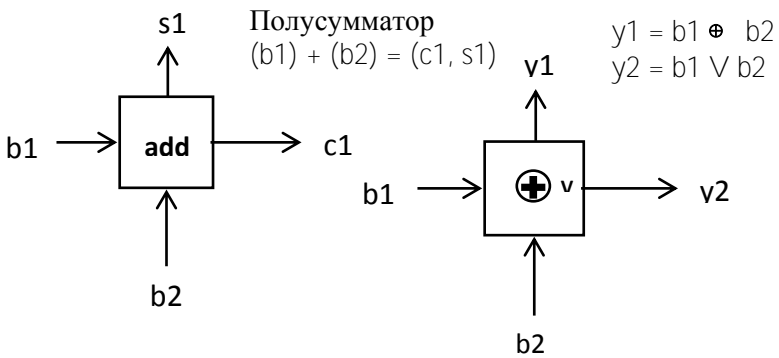 s1
Полусумматор
(b1) + (b2) = (c1, s1)
b1
add
c1
b2
y1 = b1 ⊕ b2
y2 = b1 ∨ b2
y1
b1
⊕ v
y2
b2